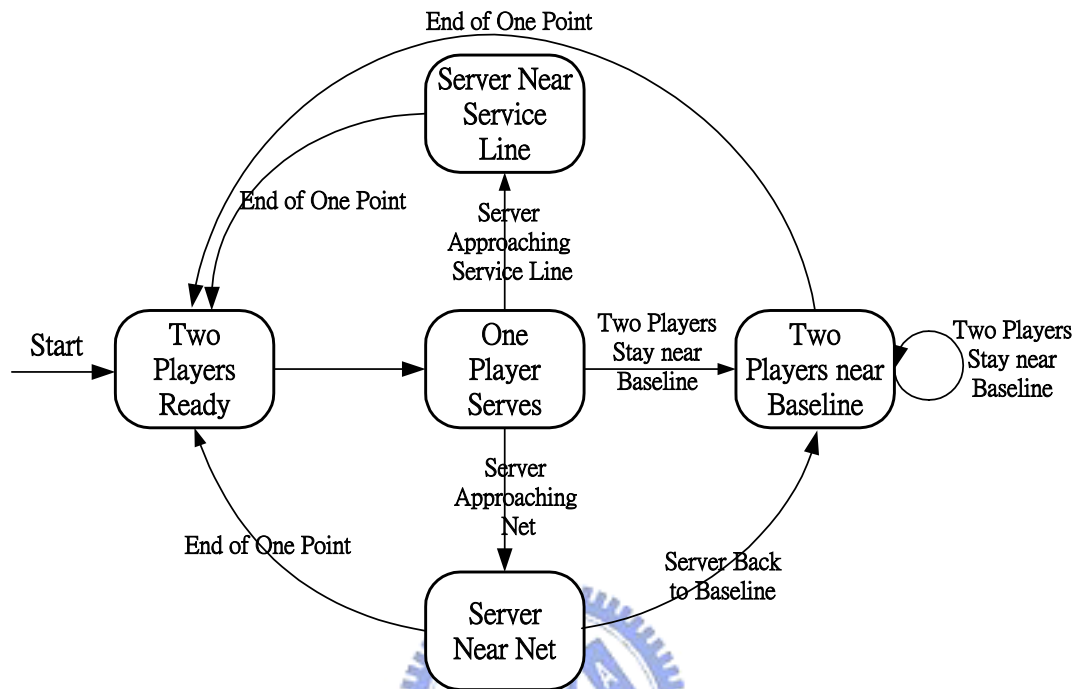 End of One Point
Server Near
Service
Line
End of One Point
Server
Approaching
Service Line
Start
Two
Players
Ready
One
Player
Serves
Two Players
Stay near
Baseline
Two
Players near
Baseline
Two Players
Stay near
Baseline
Server
Approaching
Net
End of One Point
Server Back
to Baseline
Server
Near Net